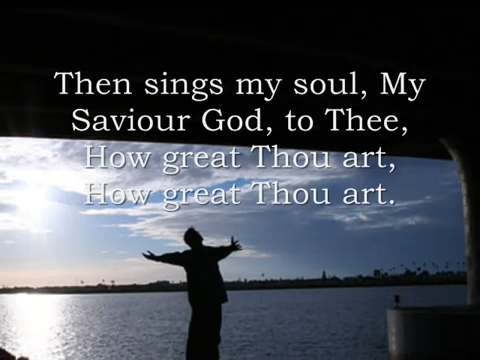 Then sings my soul, My
Saviour God, to Thee,
How great Thou art,
How great Thou art.